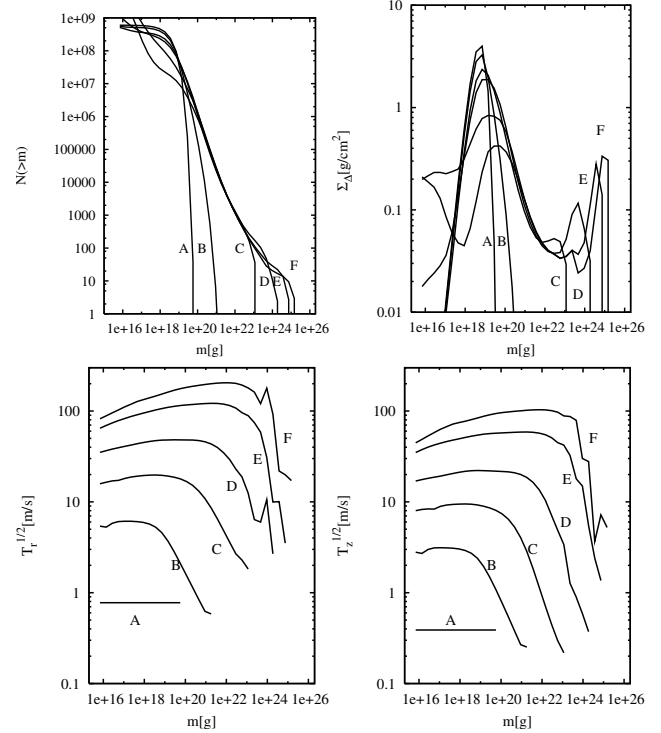 1e+09
1e+08
1e+07
1e+06
100000
10000
1000
100
10
1
N(>m)
A
B
C
D
E
F
1e+16 1e+18 1e+20 1e+22 1e+24 1e+26
m[g]
10
1
0.1
0.01
Σ_Δ[g/cm²]
A
B
C
D
E
F
1e+16 1e+18 1e+20 1e+22 1e+24 1e+26
m[g]
100
10
1
0.1
T_r^{1/2}[m/s]
A
B
C
D
E
F
1e+16 1e+18 1e+20 1e+22 1e+24 1e+26
m[g]
100
10
1
0.1
T_z^{1/2}[m/s]
A
B
C
D
E
F
1e+16 1e+18 1e+20 1e+22 1e+24 1e+26
m[g]